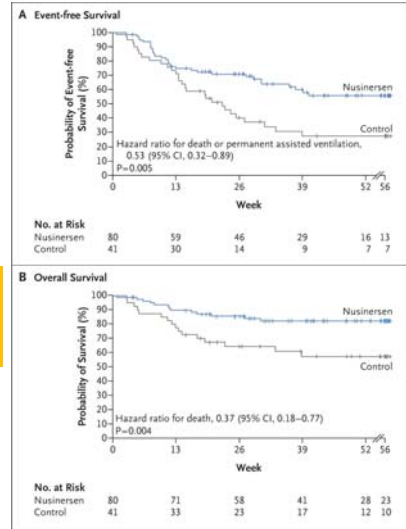 A Event-free Survival
Probability of Event-free
Survival (%)
100
90
80
70
60
50
40
30
20
10
0
Nusinersen
Control
Hazard ratio for death or permanent assisted ventilation,
0.53 (95% CI, 0.32–0.89)
P=0.005
0 13 26 39 52 56
Week
No. at Risk
Nusinersen 80 59 46 29 16 13
Control 41 30 14 9 7 7
B Overall Survival
Probability of Survival (%)
100
90
80
70
60
50
40
30
20
10
0
Nusinersen
Control
Hazard ratio for death, 0.37 (95% CI, 0.18–0.77)
P=0.004
0 13 26 39 52 56
Week
No. at Risk
Nusinersen 80 71 58 41 28 23
Control 41 33 23 17 12 10